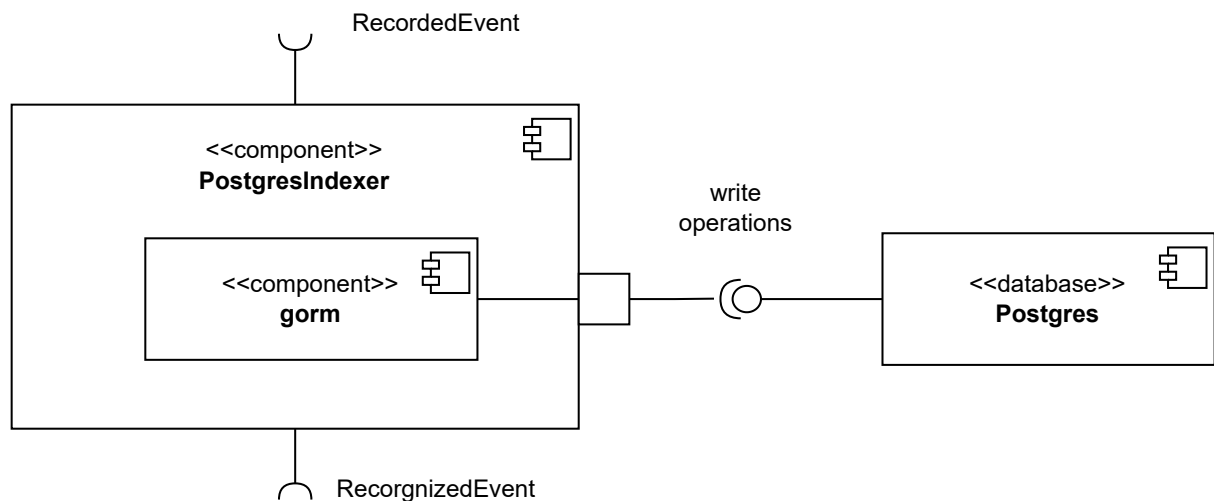 RecordedEvent
<<component>>
PostgresIndexer
write
operations
<<component>>
gorm
<<database>>
Postgres
RecorgnizedEvent